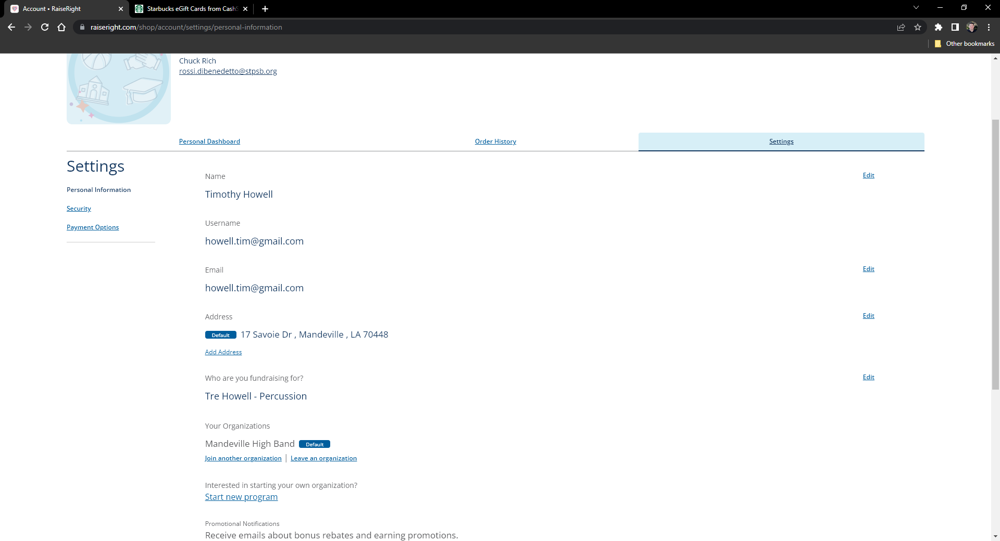 Account • RaiseRight
Starbucks eGift Cards from Cash
raiseright.com/shop/account/settings/personal-information
Other bookmarks
Chuck Rich
rossi.dibenedetto@stpsb.org
Personal Dashboard
Order History
Settings
Settings
Personal Information
Security
Payment Options
Name
Edit
Timothy Howell
Username
howell.tim@gmail.com
Email
Edit
howell.tim@gmail.com
Address
Edit
Default 17 Savoie Dr , Mandeville , LA 70448
Add Address
Who are you fundraising for?
Edit
Tre Howell - Percussion
Your Organizations
Mandeville High Band Default
Join another organization | Leave an organization
Interested in starting your own organization?
Start new program
Promotional Notifications
Receive emails about bonus rebates and earning promotions.